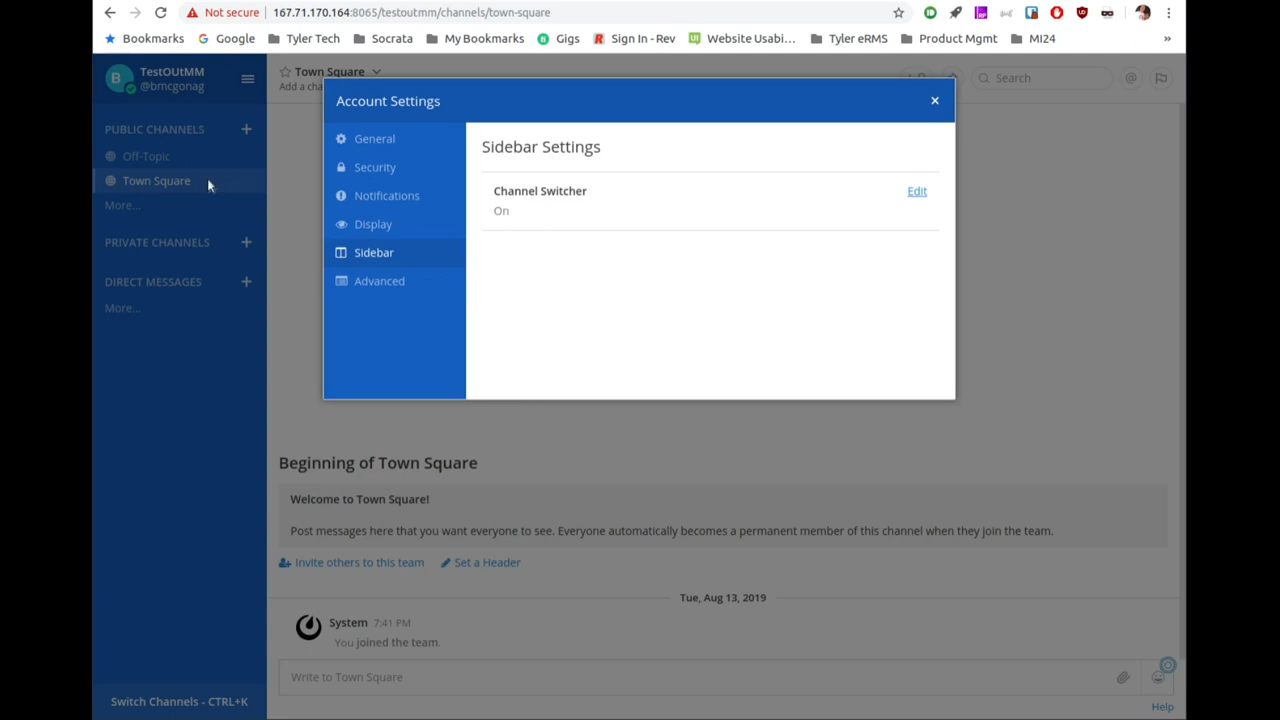 Not secure 167.71.170.164:8065/testoutmm/channels/town-square
Bookmarks Google Tyler Tech Socrata My Bookmarks Gigs Sign In - Rev Website Usabi... Tyler eRMS Product Mgmt MI24 »
TestOUtMM
@bmcgonag
Town Square
Add a cha
Search
Account Settings
PUBLIC CHANNELS
Off-Topic
Town Square
More...
PRIVATE CHANNELS
DIRECT MESSAGES
More...
General
Security
Notifications
Display
Sidebar
Advanced
Sidebar Settings
Channel Switcher Edit
On
Beginning of Town Square
Welcome to Town Square!
Post messages here that you want everyone to see. Everyone automatically becomes a permanent member of this channel when they join the team.
Invite others to this team Set a Header
Tue, Aug 13, 2019
System 7:41 PM
You joined the team.
Write to Town Square
Switch Channels - CTRL+K
Help